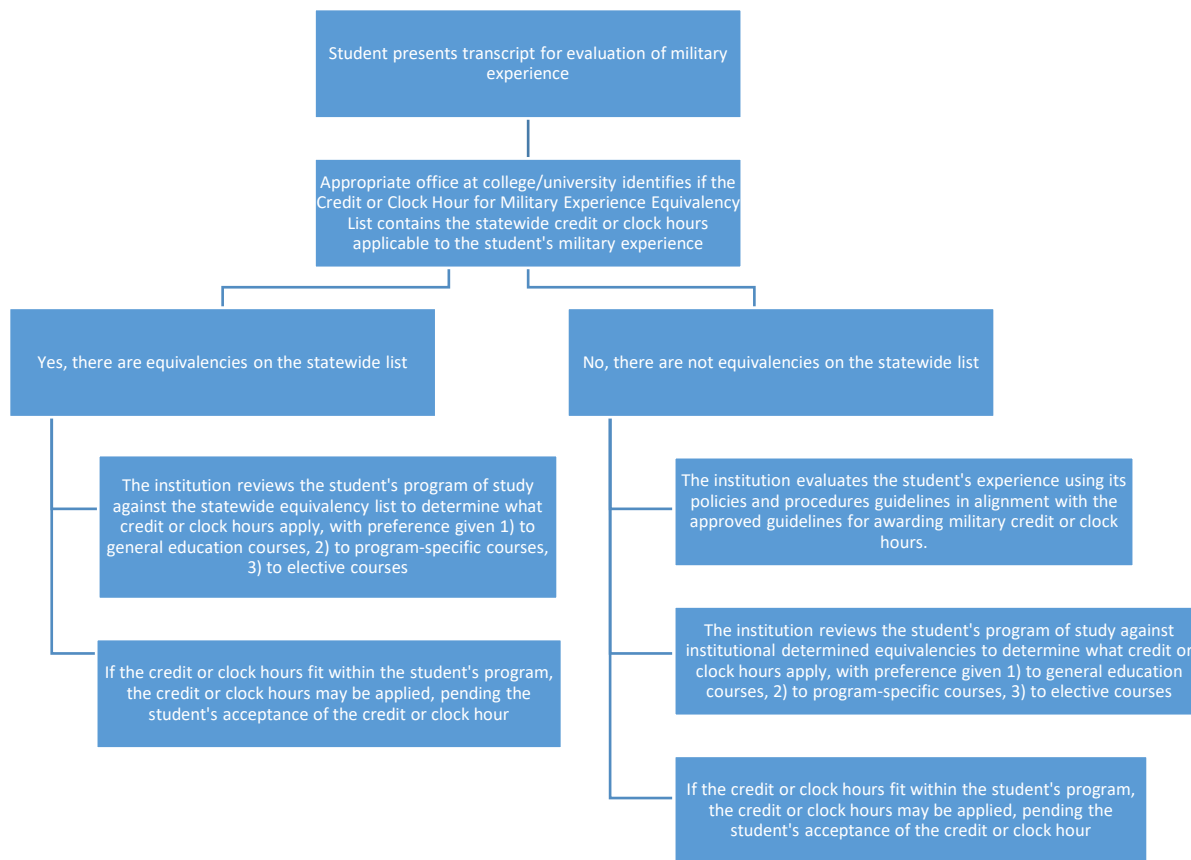 Student presents transcript for evaluation of military
experience
Appropriate office at college/university identifies if the
Credit or Clock Hour for Military Experience Equivalency
List contains the statewide credit or clock hours
applicable to the student's military experience
Yes, there are equivalencies on the statewide list
The institution reviews the student's program of study
against the statewide equivalency list to determine what
credit or clock hours apply, with preference given 1) to
general education courses, 2) to program-specific courses,
3) to elective courses
If the credit or clock hours fit within the student's program,
the credit or clock hours may be applied, pending the
student's acceptance of the credit or clock hour
No, there are not equivalencies on the statewide list
The institution evaluates the student's experience using its
policies and procedures guidelines in alignment with the
approved guidelines for awarding military credit or clock
hours.
The institution reviews the student's program of study against
institutional determined equivalencies to determine what credit or
clock hours apply, with preference given 1) to general education
courses, 2) to program-specific courses, 3) to elective courses
If the credit or clock hours fit within the student's program,
the credit or clock hours may be applied, pending the
student's acceptance of the credit or clock hour